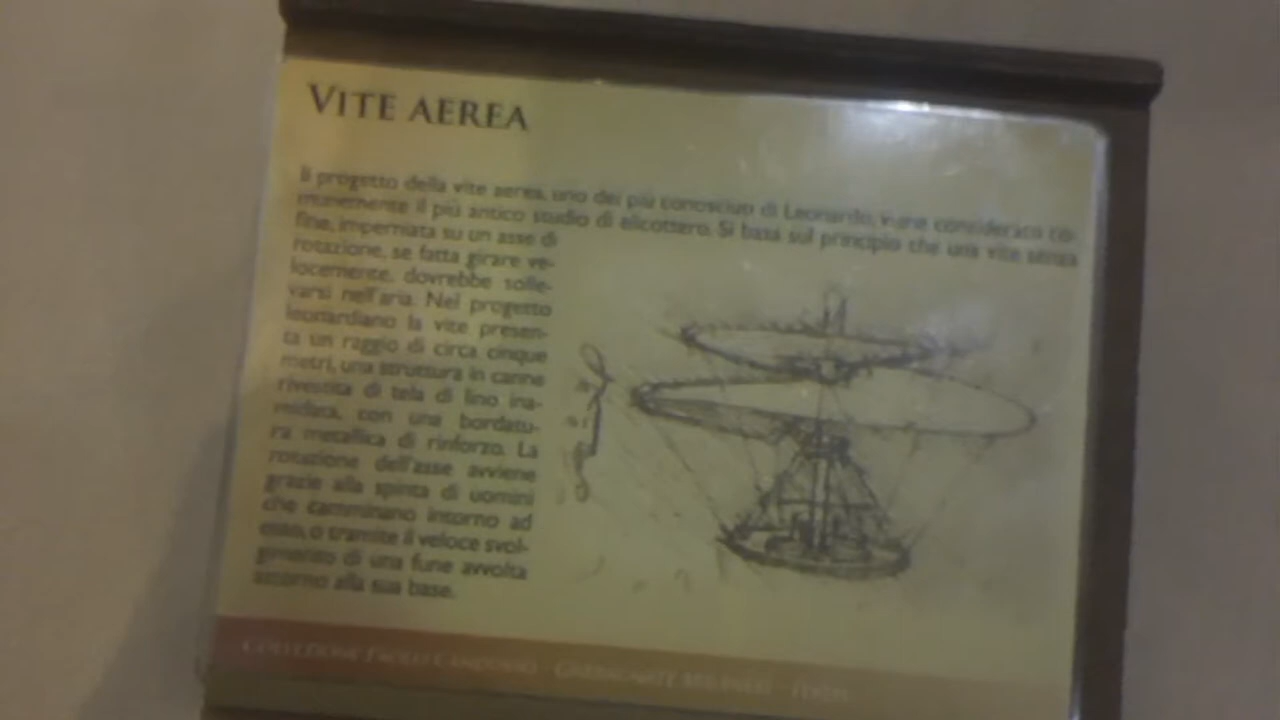 VITE AEREA
Il progetto della vite aerea, uno dei più conosciuti di Leonardo, viene considerato co-
munemente il più antico studio di elicottero. Si basa sul principio che una vite senza
fine, imperniata su un asse di
rotazione, se fatta girare ve-
locemente, dovrebbe solle-
varsi nell'aria. Nel progetto
leonardiano la vite presen-
ta un raggio di circa cinque
metri, una struttura in canne
rivestita di tela di lino ina-
midata, con una bordatu-
ra metallica di rinforzo. La
rotazione dell'asse avviene
grazie alla spinta di uomini
che camminano intorno ad
esso, o tramite il veloce svol-
gimento di una fune avvolta
attorno alla sua base.
COLLEZIONE